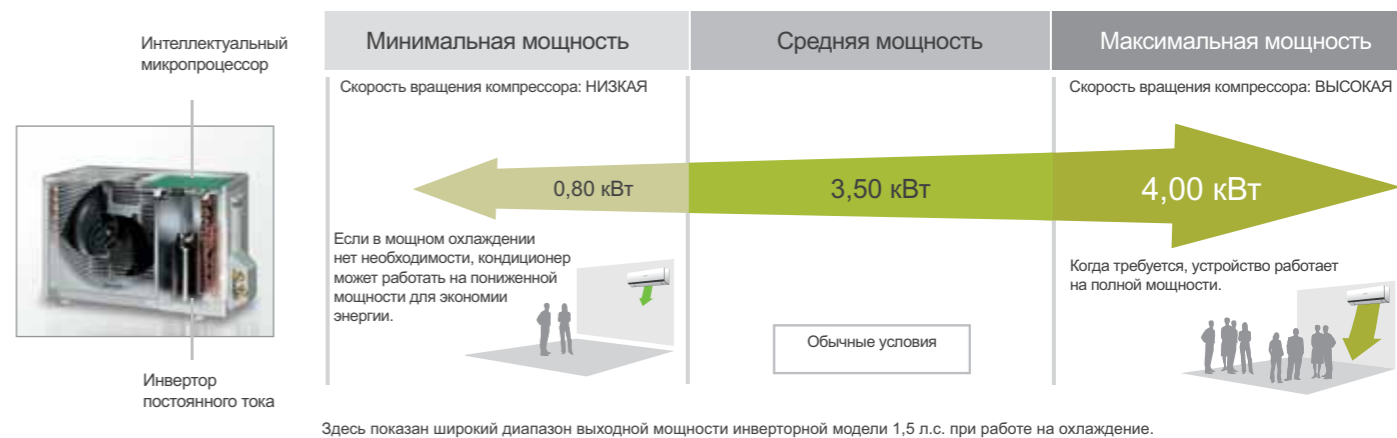 Интеллектуальный
микропроцессор
Инвертор
постоянного тока
Минимальная мощность
Средняя мощность
Максимальная мощность
Скорость вращения компрессора: НИЗКАЯ
Скорость вращения компрессора: ВЫСОКАЯ
0,80 кВт
3,50 кВт
4,00 кВт
Если в мощном охлаждении
нет необходимости, кондиционер
может работать на пониженной
мощности для экономии
энергии.
Обычные условия
Когда требуется, устройство работает
на полной мощности.
Здесь показан широкий диапазон выходной мощности инверторной модели 1,5 л.с. при работе на охлаждение.